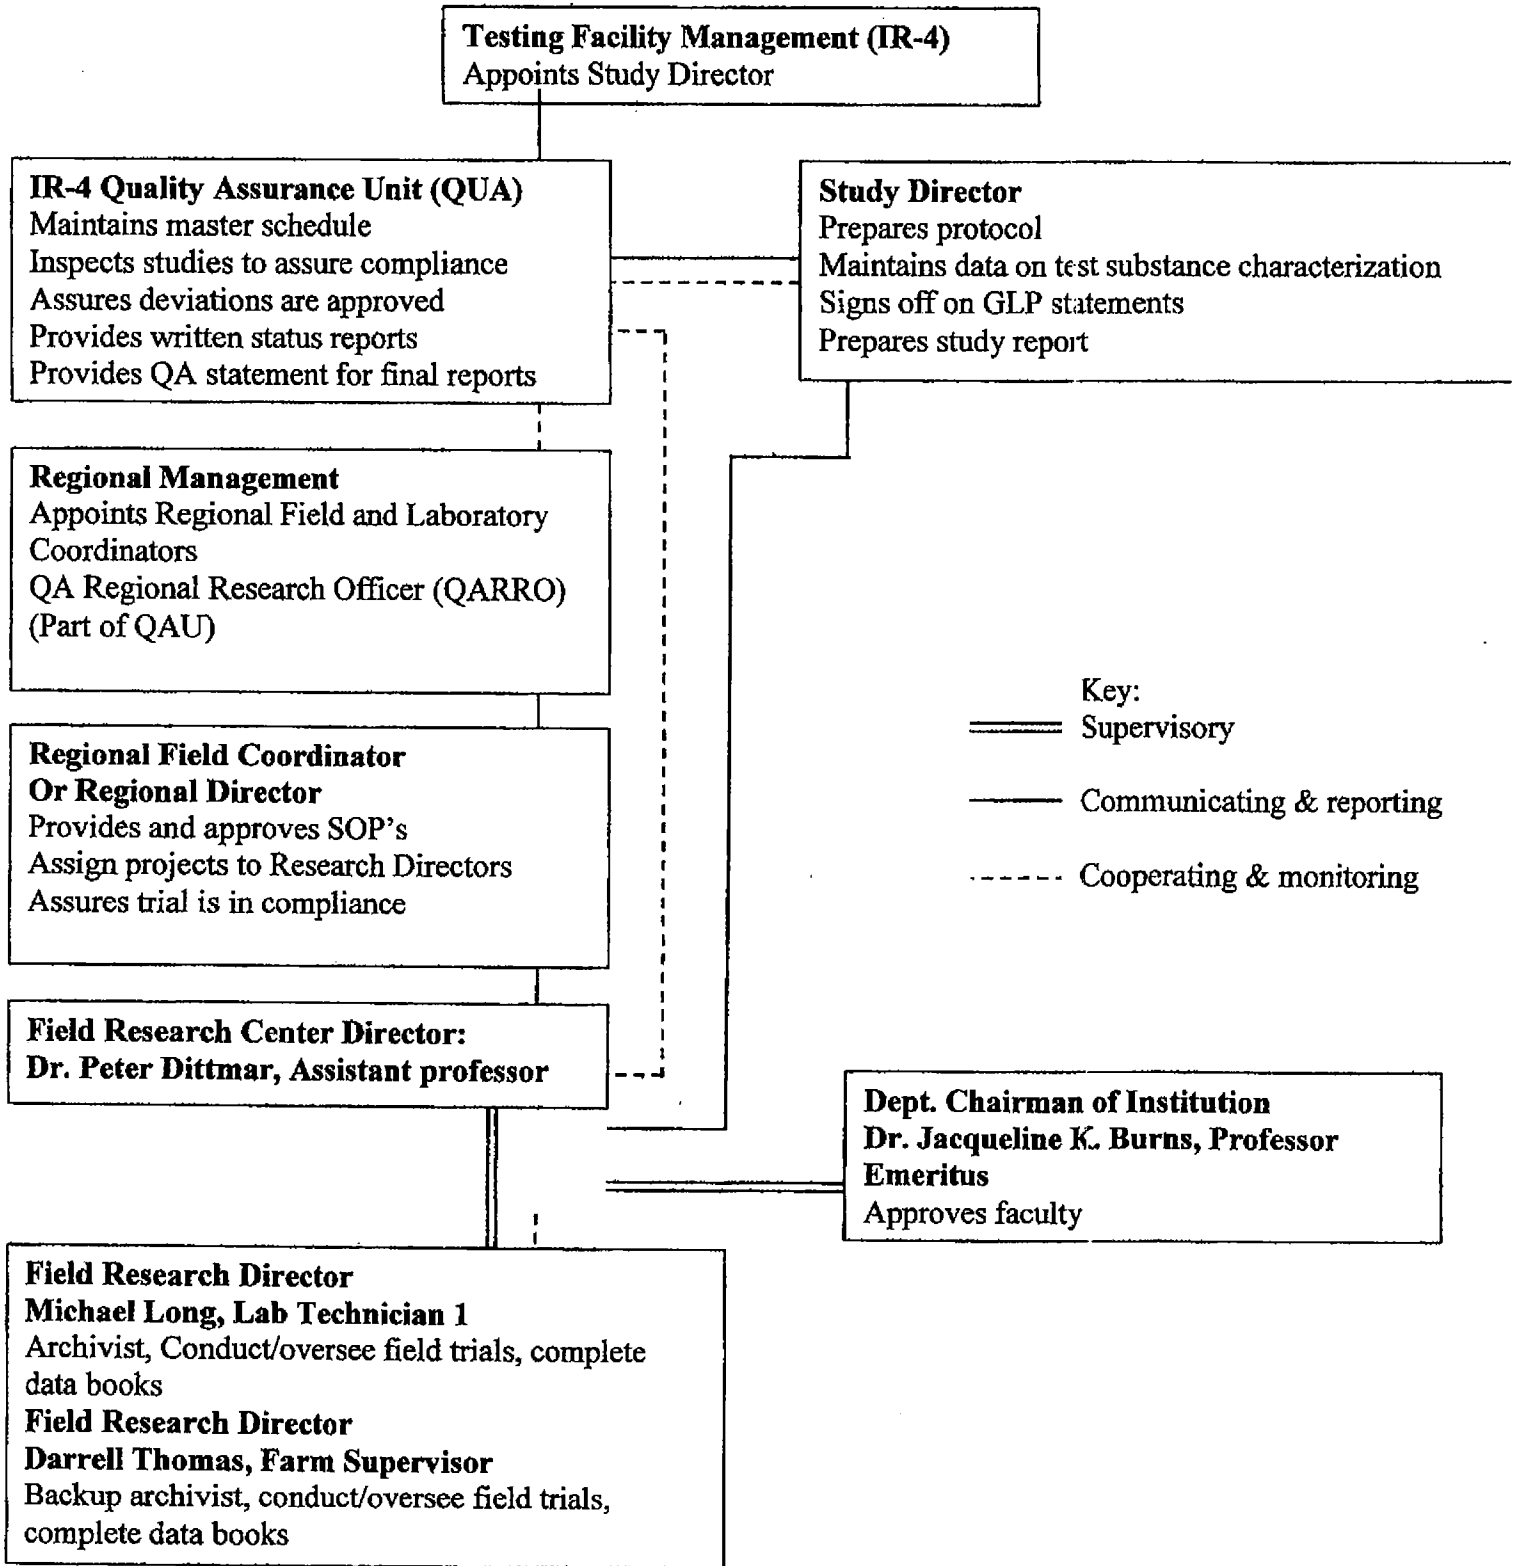 Testing Facility Management (IR-4)
Appoints Study Director
IR-4 Quality Assurance Unit (QUA)
Maintains master schedule
Inspects studies to assure compliance
Assures deviations are approved
Provides written status reports
Provides QA statement for final reports
Study Director
Prepares protocol
Maintains data on test substance characterization
Signs off on GLP statements
Prepares study report
Regional Management
Appoints Regional Field and Laboratory
Coordinators
QA Regional Research Officer (QARRO)
(Part of QAU)
Key:
Supervisory
Communicating & reporting
Cooperating & monitoring
Regional Field Coordinator
Or Regional Director
Provides and approves SOP's
Assign projects to Research Directors
Assures trial is in compliance
Field Research Center Director:
Dr. Peter Dittmar, Assistant professor
Dept. Chairman of Institution
Dr. Jacqueline K. Burns, Professor
Emeritus
Approves faculty
Field Research Director
Michael Long, Lab Technician 1
Archivist, Conduct/oversee field trials, complete
data books
Field Research Director
Darrell Thomas, Farm Supervisor
Backup archivist, conduct/oversee field trials,
complete data books